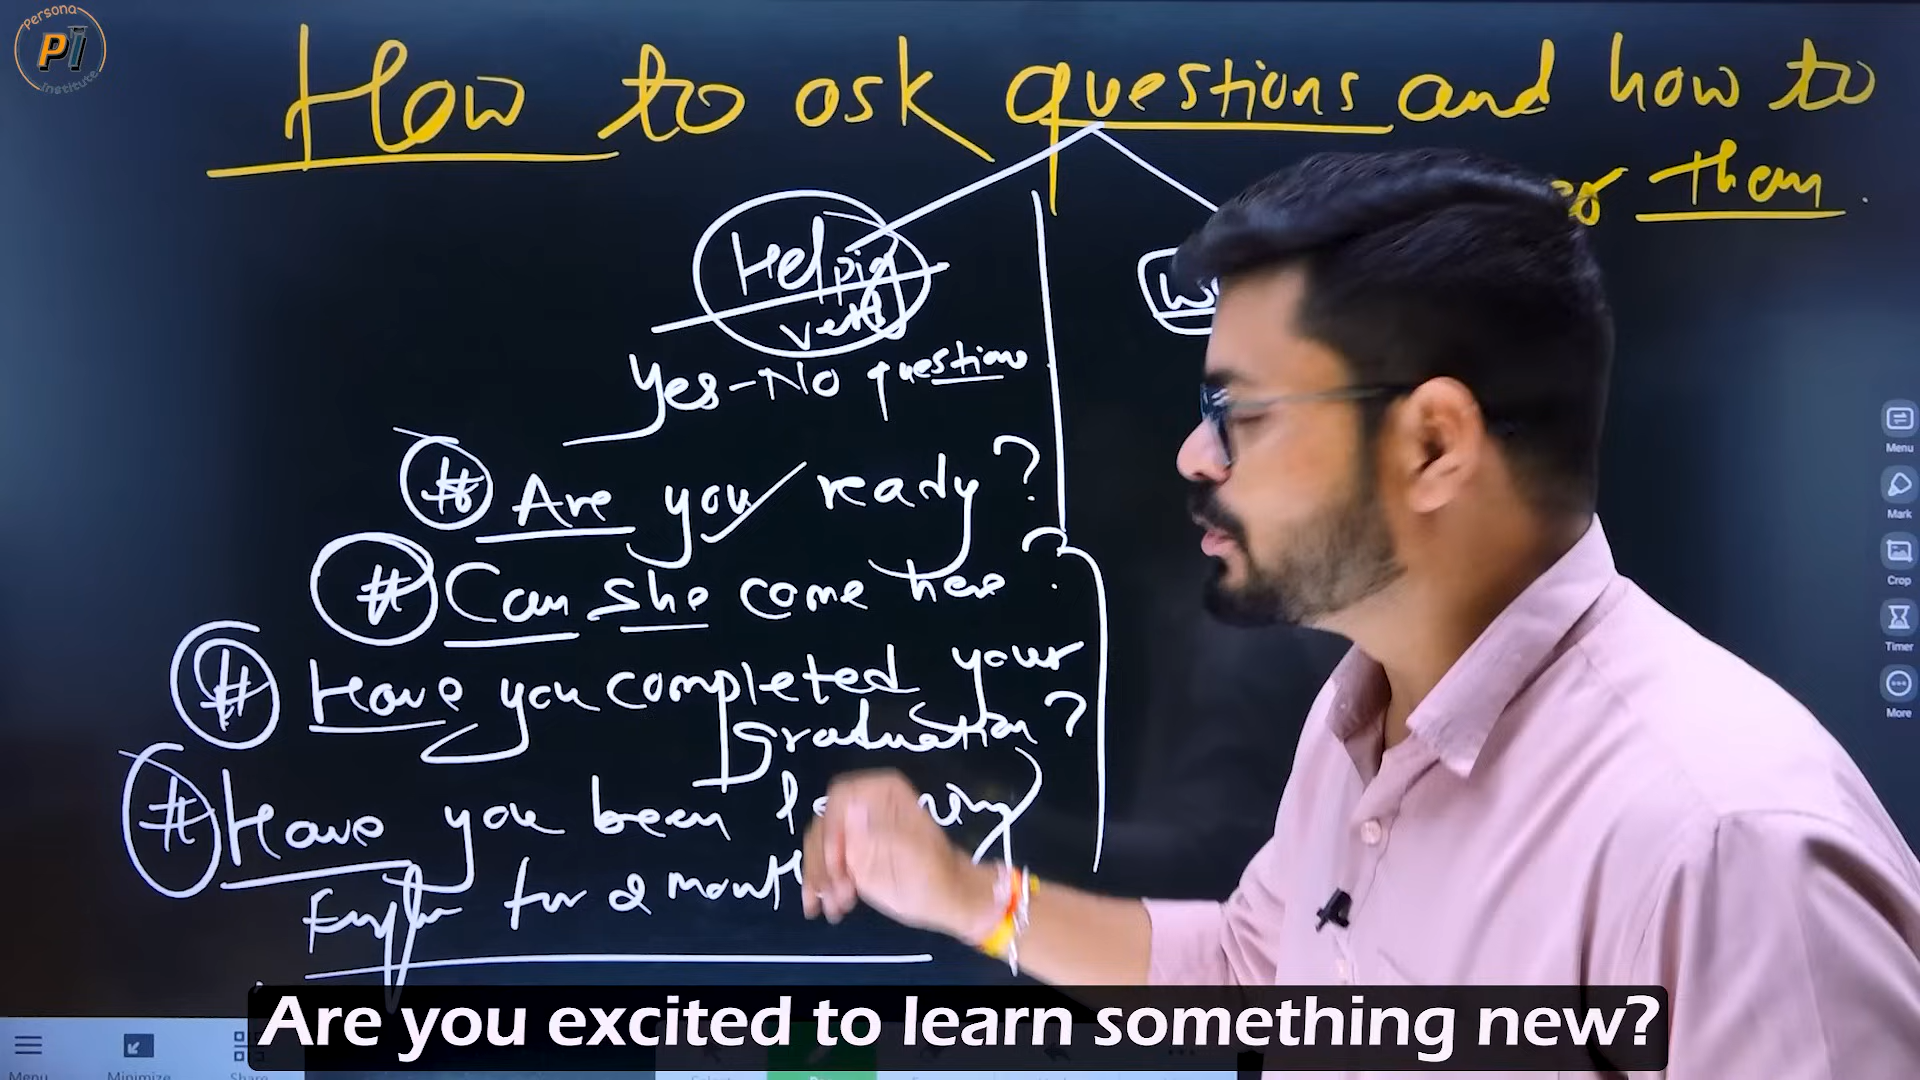 Persona
PI
Institute
How to ask questions and how to
them.
Helping
verb
Yes-No questions
# Are you ready?
# Can she come here?
# Have you completed your
graduation?
# Have you been
for 2 month
Menu
Mark
Crop
Timer
More
Are you excited to learn something new?
Menu
Minimize
Share